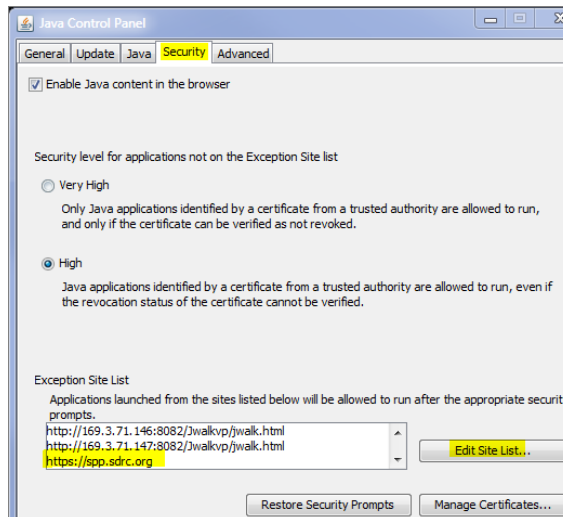 Java Control Panel
General Update Java Security Advanced
Enable Java content in the browser
Security level for applications not on the Exception Site list
Very High
Only Java applications identified by a certificate from a trusted authority are allowed to run,
and only if the certificate can be verified as not revoked.
High
Java applications identified by a certificate from a trusted authority are allowed to run, even if
the revocation status of the certificate cannot be verified.
Exception Site List
Applications launched from the sites listed below will be allowed to run after the appropriate securit
prompts.
http://169.3.71.146:8082/Jwalkvp/jwalk.html
http://169.3.71.147:8082/Jwalkvp/jwalk.html
https://spp.sdrc.org
Edit Site List...
Restore Security Prompts Manage Certificates...